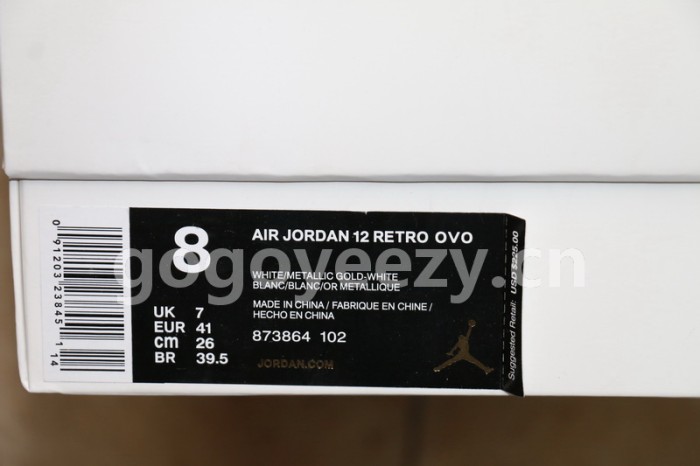 8
AIR JORDAN 12 RETRO OVO
WHITE/METALLIC GOLD-WHITE
BLANC/BLANC/OR METALLIQUE
MADE IN CHINA / FABRIQUE EN CHINE /
HECHO EN CHINA
873864 102
UK 7
EUR 41
cm 26
BR 39.5
JORDAN.COM
Suggested Retail: USD $225.00
0 91203 23845 1 14
gogoyeezy.cn